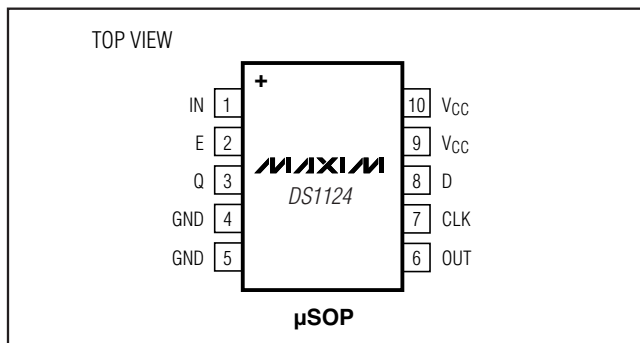 TOP VIEW
+
IN 1 10 VCC
E 2 9 VCC
Q 3 MAXIM 8 D
DS1124
GND 4 7 CLK
GND 5 6 OUT
µSOP